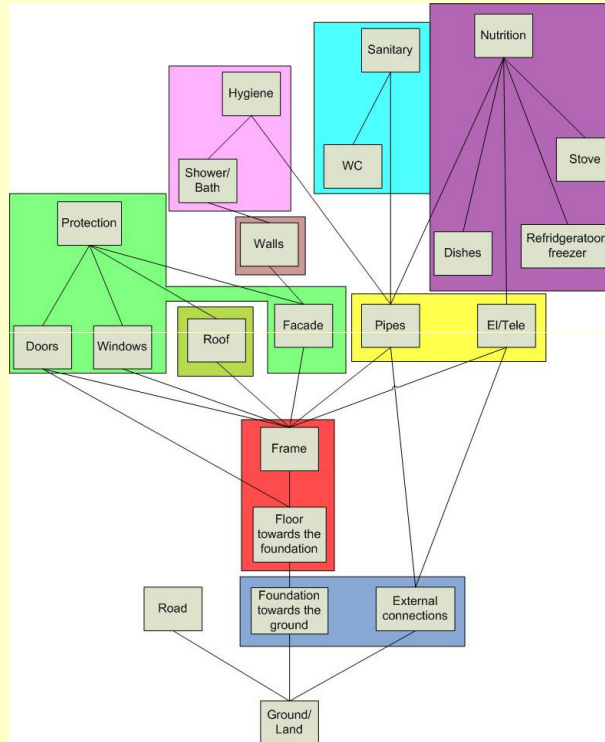 Nutrition
Sanitary
Hygiene
Stove
WC
Shower/
Bath
Protection
Walls
Dishes
Refridgeratoor
freezer
Doors
Windows
Roof
Facade
Pipes
El/Tele
Frame
Floor
towards the
foundation
Road
Foundation
towards the
ground
External
connections
Ground/
Land